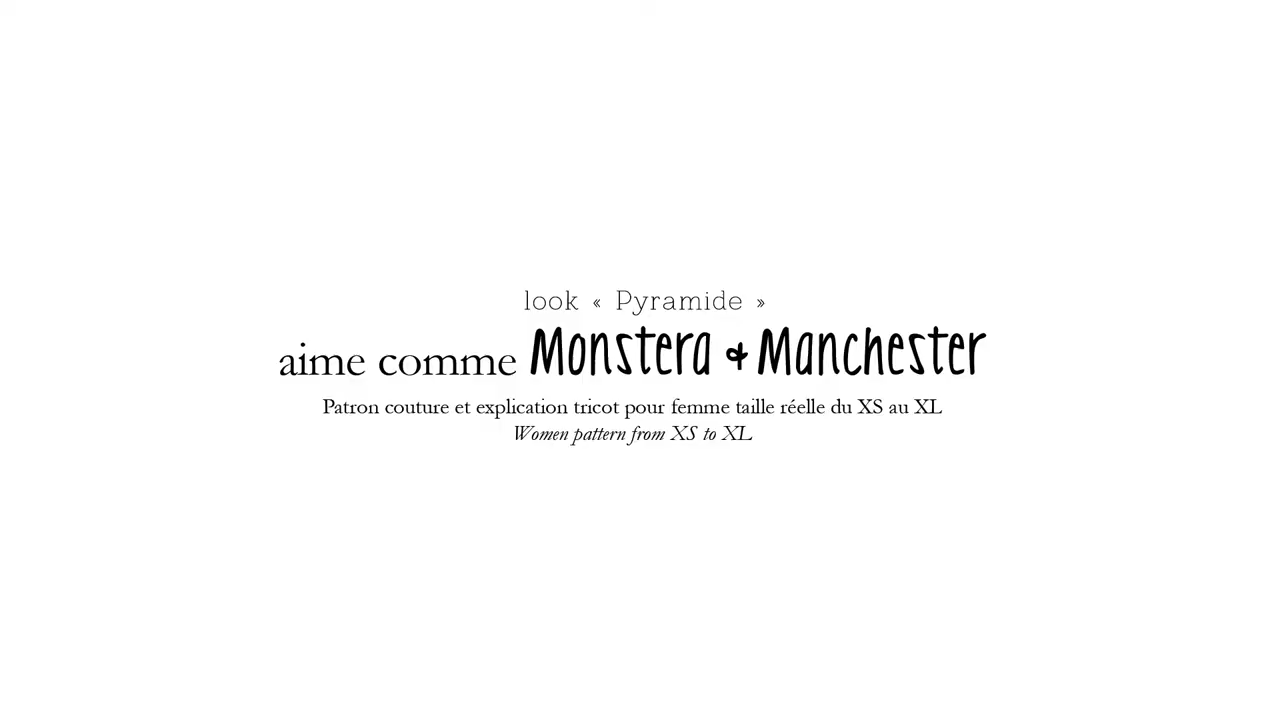 look « Pyramide »
aime comme Monstera & Manchester
Patron couture et explication tricot pour femme taille réelle du XS au XL
Women pattern from XS to XL